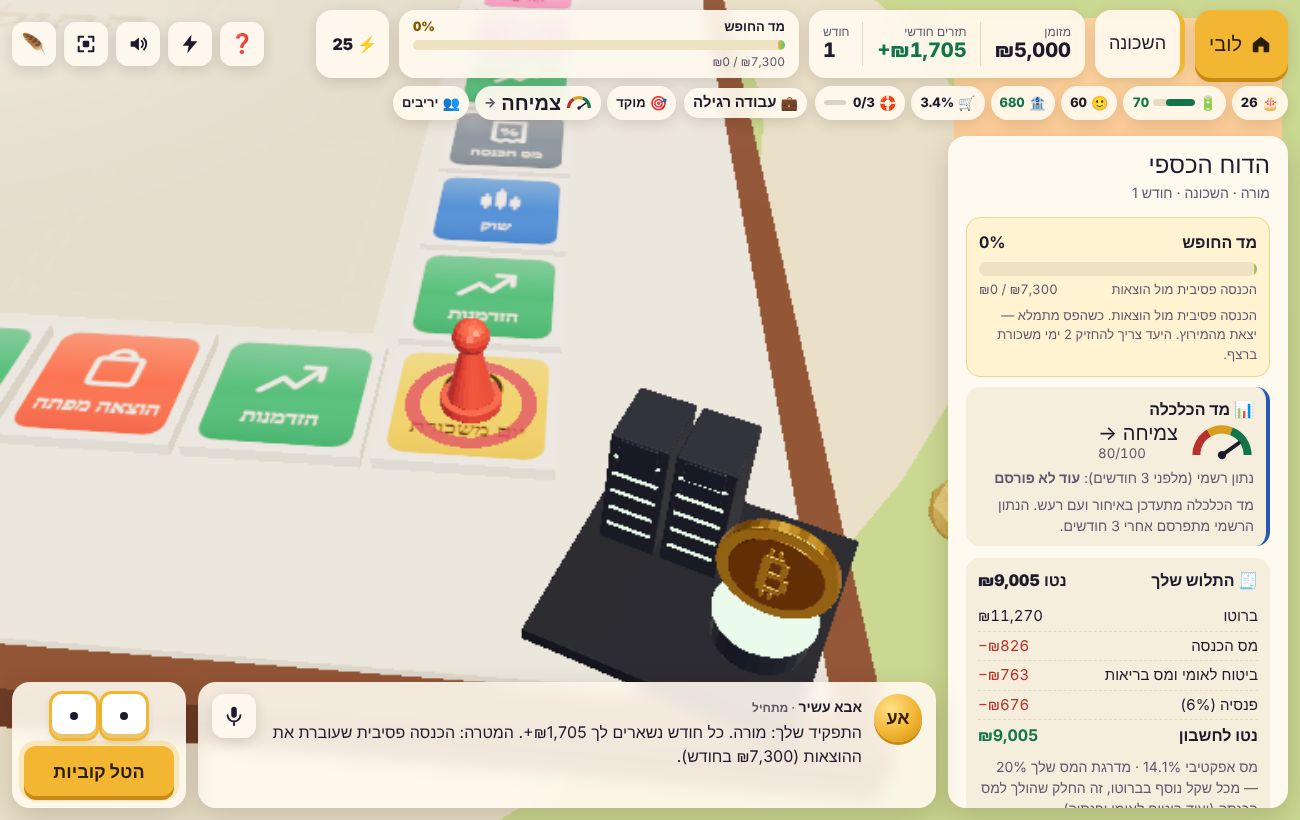 לובי
השכונה
מזומן
₪5,000
תזרים חודשי
+₪1,705
חודש
1
מד החופש
0%
₪0 / ₪7,300
⚡ 25
❓
🎂 26
🔋 70
🙂 60
🏦 680
🛒 3.4%
🛟 0/3
💼 עבודה רגילה
🎯 מוקד
צמיחה →
👥 יריבים
הדוח הכספי
מורה · השכונה · חודש 1
מד החופש
0%
הכנסה פסיבית מול הוצאות
₪0 / ₪7,300
הכנסה פסיבית מול הוצאות. כשהפס מתמלא —
יצאת מהמירוץ. היעד צריך להחזיק 2 ימי משכורת
ברצף.
📊 מד הכלכלה
צמיחה →
80/100
נתון רשמי (מלפני 3 חודשים): עוד לא פורסם
מד הכלכלה מתעדכן באיחור ועם רעש. הנתון
הרשמי מתפרסם אחרי 3 חודשים.
🧾 התלוש שלך
נטו ₪9,005
ברוטו
₪11,270
מס הכנסה
−₪826
ביטוח לאומי ומס בריאות
−₪763
פנסיה (6%)
−₪676
נטו לחשבון
₪9,005
מס אפקטיבי 14.1% · מדרגת המס שלך 20%
— מכל שקל נוסף בברוטו, זה החלק שהולך למס
מס הכנסה
שוק
הזדמנות
יום משכורת
הזדמנות
הוצאה מפתה
אע
אבא עשיר · מתחיל
התפקיד שלך: מורה. כל חודש נשארים לך ₪1,705+. המטרה: הכנסה פסיבית שעוברת את
ההוצאות (₪7,300 בחודש).
הטל קוביות